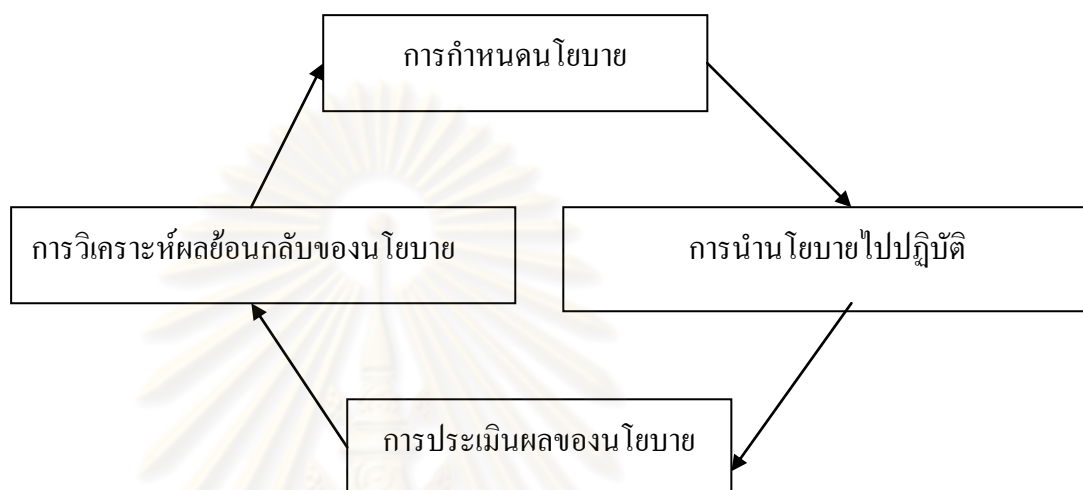 การกำหนดนโยบาย
การวิเคราะห์ผลย้อนกลับของนโยบาย
การนำนโยบายไปปฏิบัติ
การประเมินผลของนโยบาย